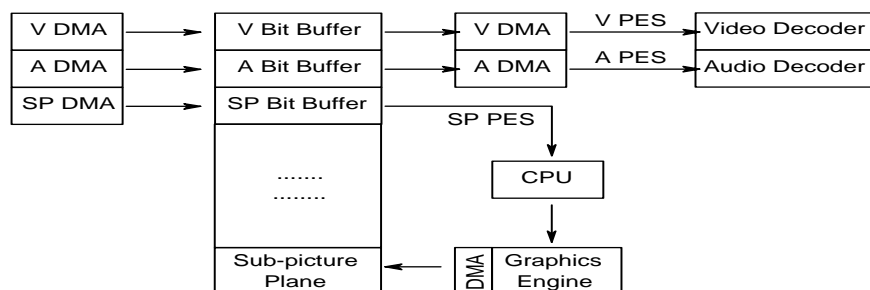 V DMA V Bit Buffer V DMA V PES Video Decoder
A DMA A Bit Buffer A DMA A PES Audio Decoder
SP DMA SP Bit Buffer
SP PES
.......
CPU
........
Sub-picture
Plane
DMA
Graphics
Engine